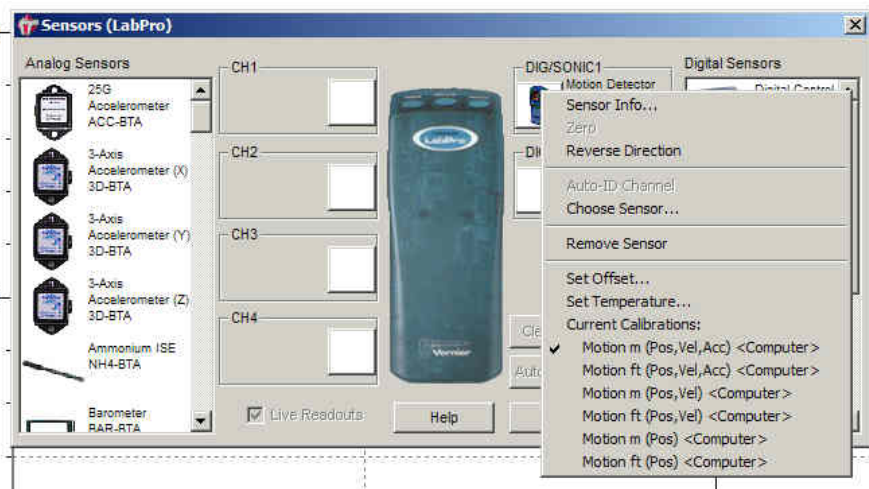 Sensors (LabPro)
Analog Sensors
25G
Accelerometer
ACC-BTA
3-Axis
Accelerometer (X)
3D-BTA
3-Axis
Accelerometer (Y)
3D-BTA
3-Axis
Accelerometer (Z)
3D-BTA
Ammonium ISE
NH4-BTA
Barometer
BAR-BTA
CH1
CH2
CH3
CH4
Live Readouts
LabPro
Vernier
Help
DIG/SONIC1
Motion Detector
Digital Sensors
Digital Control
Sensor Info...
Zero
Reverse Direction
Auto-ID Channel
Choose Sensor...
Remove Sensor
Set Offset...
Set Temperature...
Current Calibrations:
Motion m (Pos,Vel,Acc) <Computer>
Motion ft (Pos,Vel,Acc) <Computer>
Motion m (Pos,Vel) <Computer>
Motion ft (Pos,Vel) <Computer>
Motion m (Pos) <Computer>
Motion ft (Pos) <Computer>